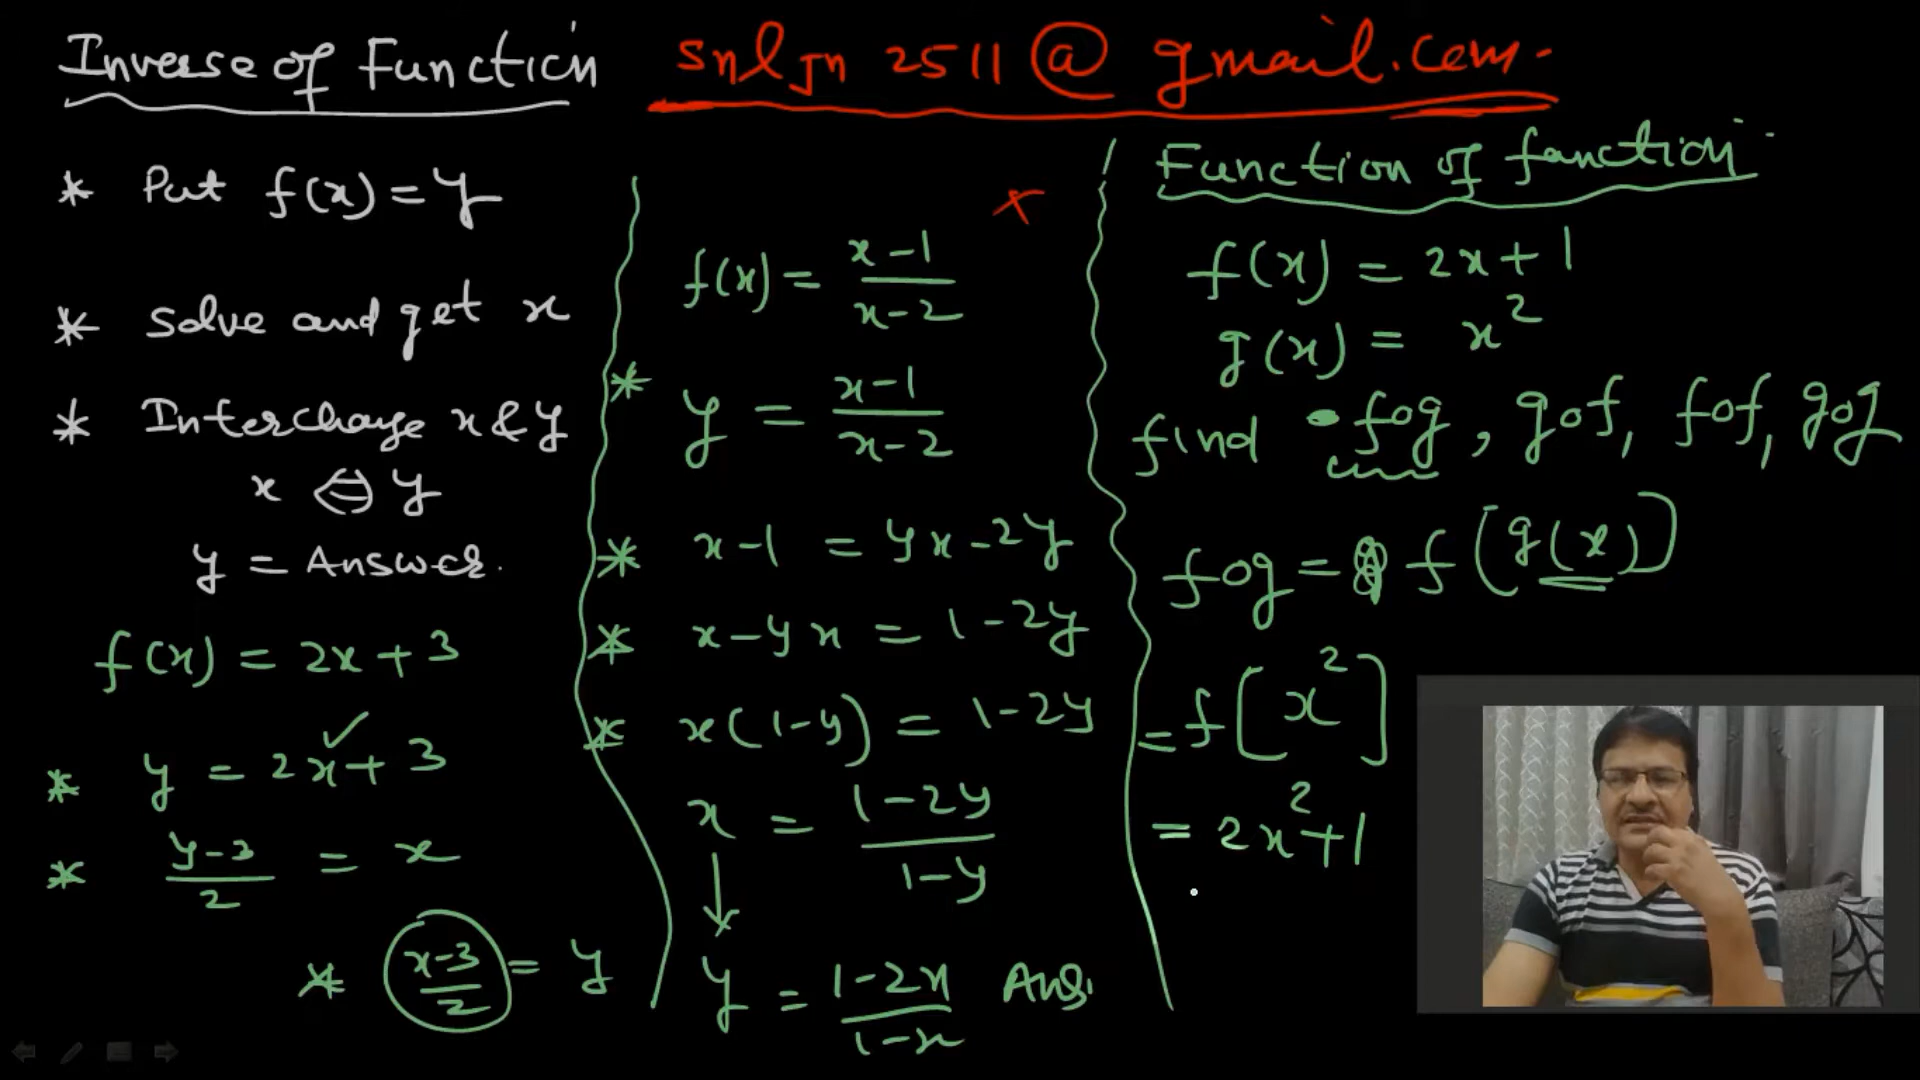 Inverse of Function
snljn2511@gmail.com.
* Put f(x) = y
* Solve and get x
* Interchange x & y
x ⇔ y
y = Answer.
f(x) = 2x + 3
* y = 2x + 3 ✓
* (y-3)/2 = x
* (x-3)/2 = y
x
f(x) = (x-1)/(x-2)
* y = (x-1)/(x-2)
* x-1 = yx-2y
* x-yx = 1-2y
* x(1-y) = 1-2y
x = (1-2y)/(1-y)
↓
y = (1-2x)/(1-x) Ans.
Function of function
f(x) = 2x+1
g(x) = x²
find fog, gof, fof, gog
fog = f(g(x))
= f[x²]
= 2x²+1